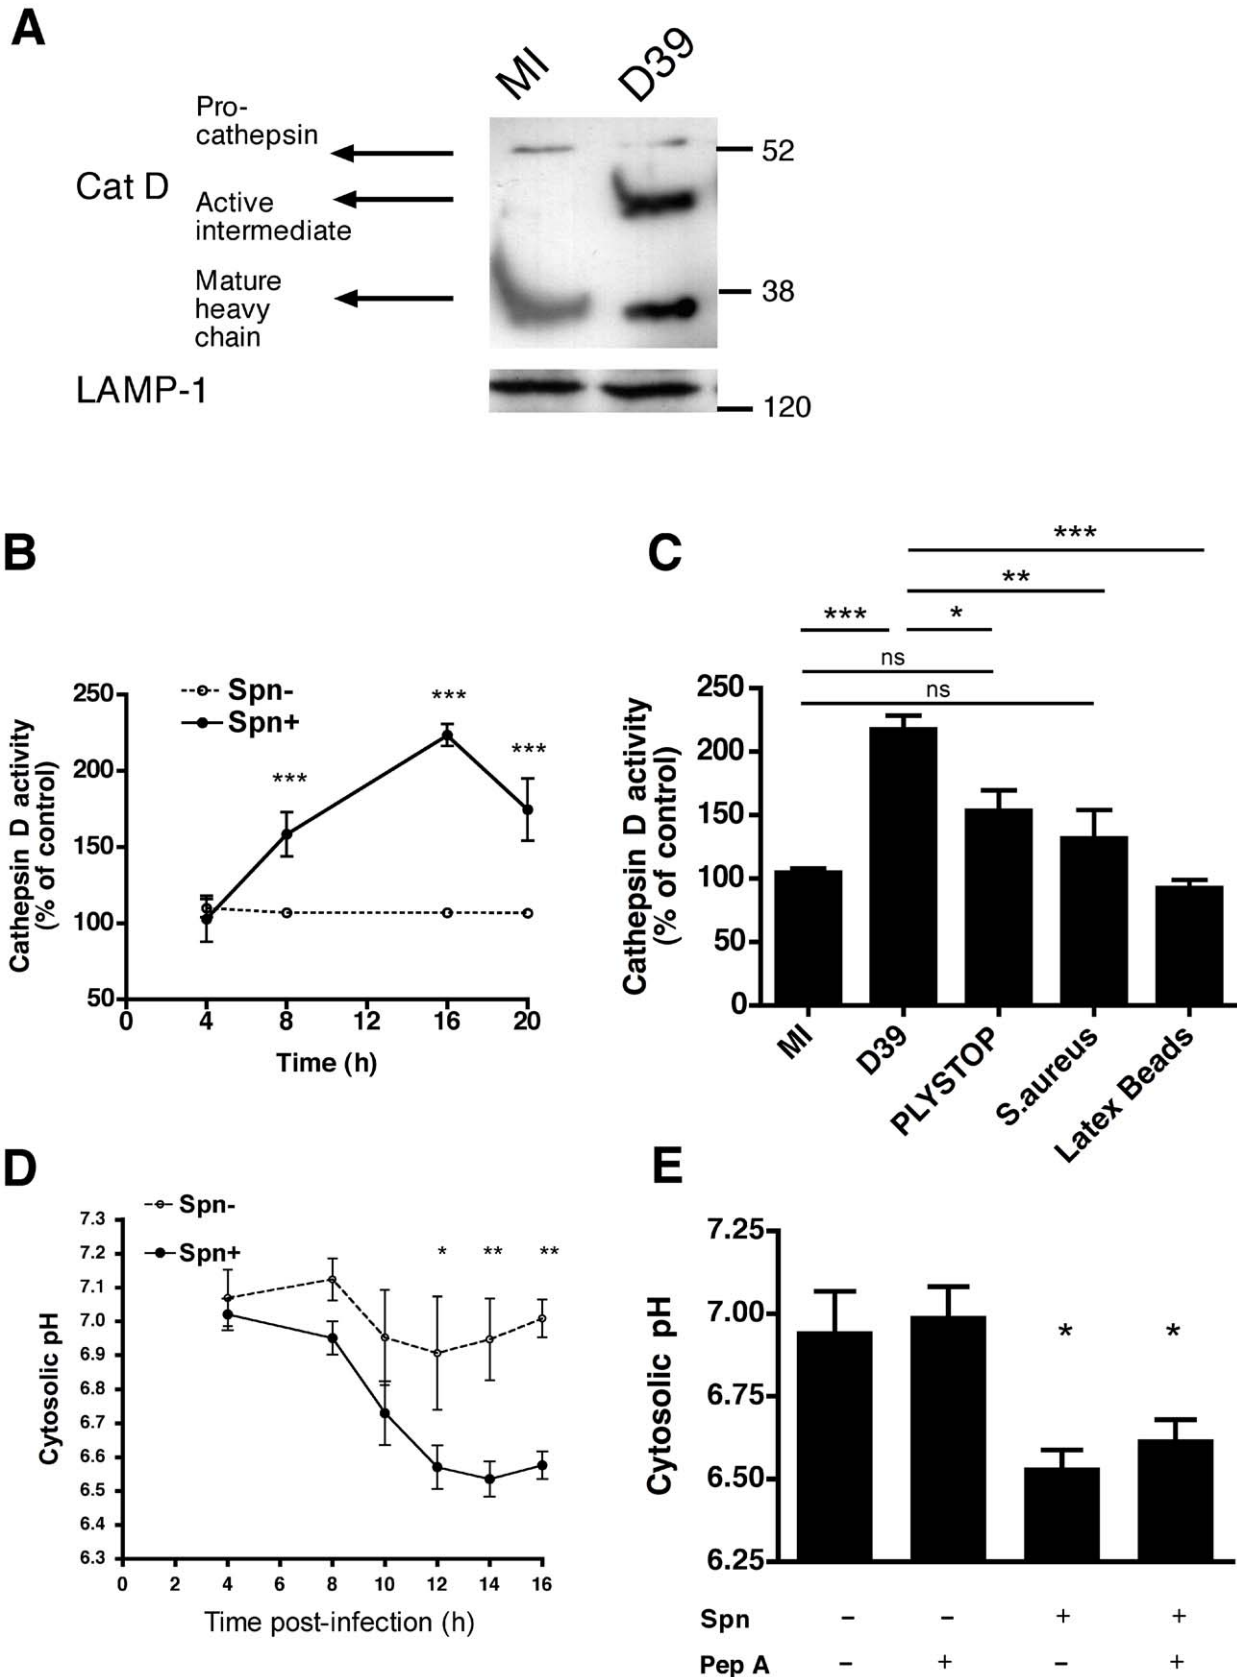 A
MI
D39
Pro-
cathepsin
52
Cat D
Active
intermediate
Mature
heavy
chain
38
LAMP-1
120
B
Cathepsin D activity
(% of control)
250
200
150
100
50
Spn-
Spn+
***
***
***
0
4
8
12
16
20
Time (h)
C
***
**
***
*
ns
ns
Cathepsin D activity
(% of control)
250
200
150
100
50
0
MI
D39
PLYSTOP
S.aureus
Latex Beads
D
Spn-
Spn+
Cytosolic pH
7.3
7.2
7.1
7.0
6.9
6.8
6.7
6.6
6.5
6.4
6.3
*
**
**
0
2
4
6
8
10
12
14
16
Time post-infection (h)
E
Cytosolic pH
7.25
7.00
6.75
6.50
6.25
*
*
Spn – – + +
Pep A – + – +